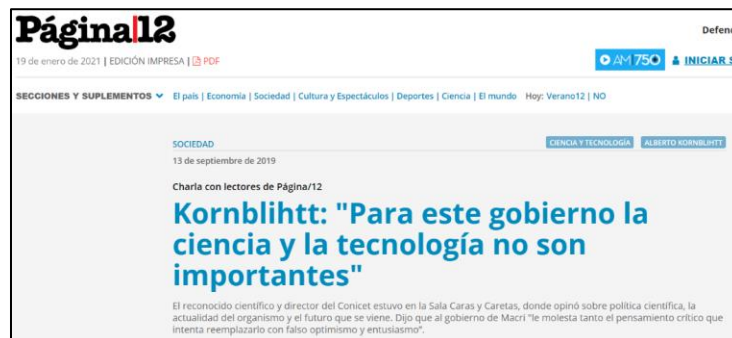 Página|12
Defend
19 de enero de 2021 | EDICIÓN IMPRESA | PDF
AM750 INICIAR S
SECCIONES Y SUPLEMENTOS El país | Economía | Sociedad | Cultura y Espectáculos | Deportes | Ciencia | El mundo Hoy: Verano12 | NO
SOCIEDAD CIENCIA Y TECNOLOGÍA ALBERTO KORNBLIHTT
13 de septiembre de 2019
Charla con lectores de Página/12
Kornblihtt: "Para este gobierno la
ciencia y la tecnología no son
importantes"
El reconocido científico y director del Conicet estuvo en la Sala Caras y Caretas, donde opinó sobre política científica, la
actualidad del organismo y el futuro que se viene. Dijo que al gobierno de Macri "le molesta tanto el pensamiento crítico que
intenta reemplazarlo con falso optimismo y entusiasmo".